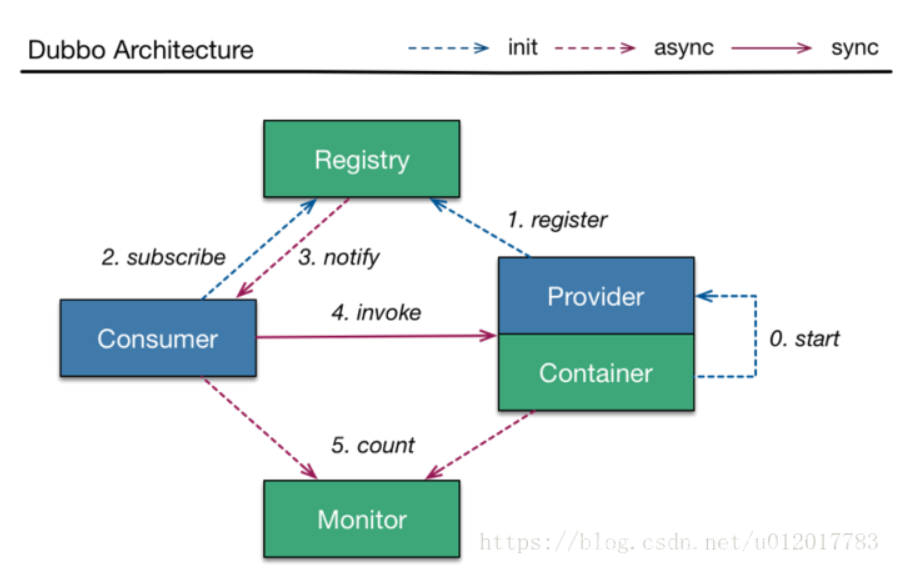 Dubbo Architecture
init
async
sync
Registry
1. register
2. subscribe
3. notify
Provider
4. invoke
Consumer
0. start
Container
5. count
Monitor
https://blog.csdn.net/u012017783